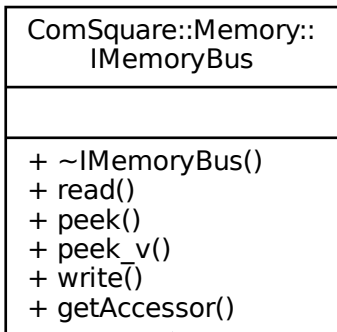 ComSquare::Memory::
IMemoryBus
+ ~IMemoryBus()
+ read()
+ peek()
+ peek_v()
+ write()
+ getAccessor()